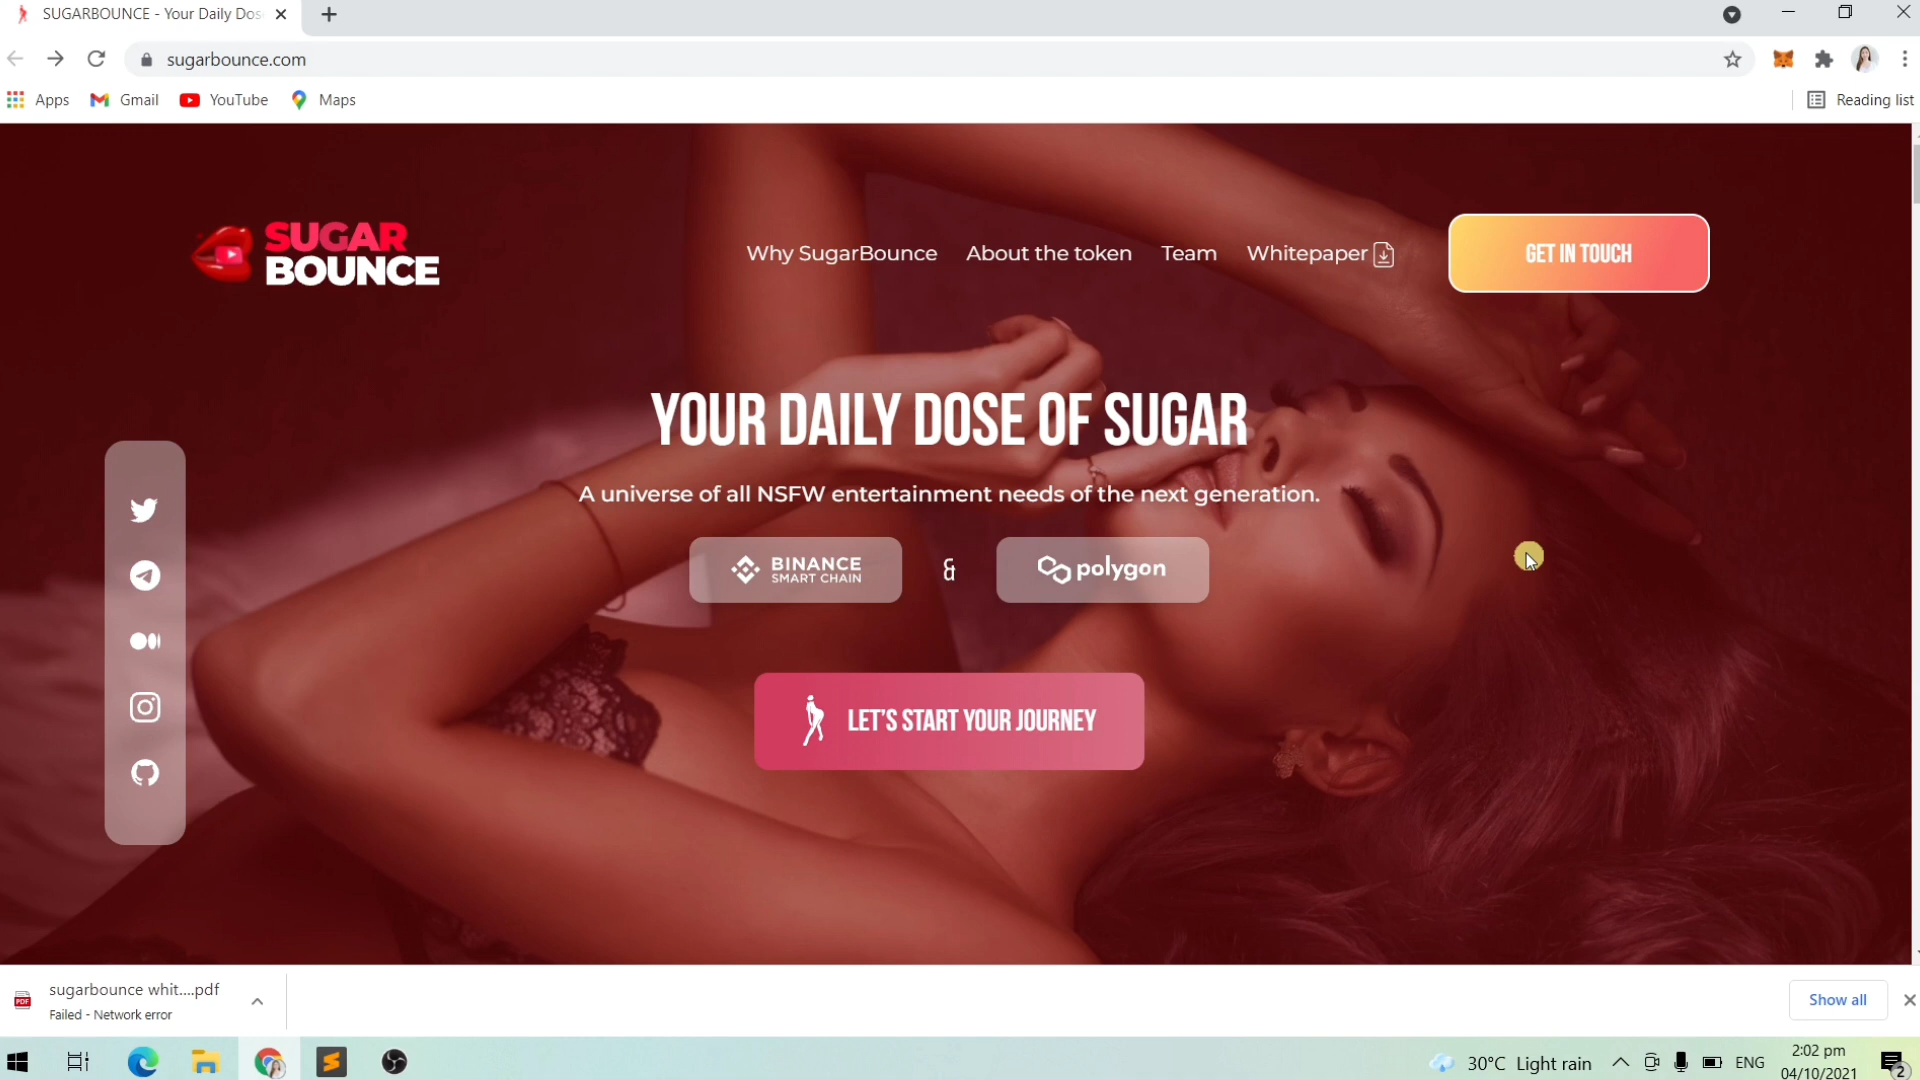 SUGARBOUNCE - Your Daily Dos
sugarbounce.com
Apps
Gmail
YouTube
Maps
Reading list
SUGAR
BOUNCE
Why SugarBounce
About the token
Team
Whitepaper
GET IN TOUCH
YOUR DAILY DOSE OF SUGAR
A universe of all NSFW entertainment needs of the next generation.
BINANCE
SMART CHAIN
&
polygon
LET'S START YOUR JOURNEY
sugarbounce whit....pdf
Failed - Network error
Show all
30°C Light rain
ENG
2:02 pm
04/10/2021
2